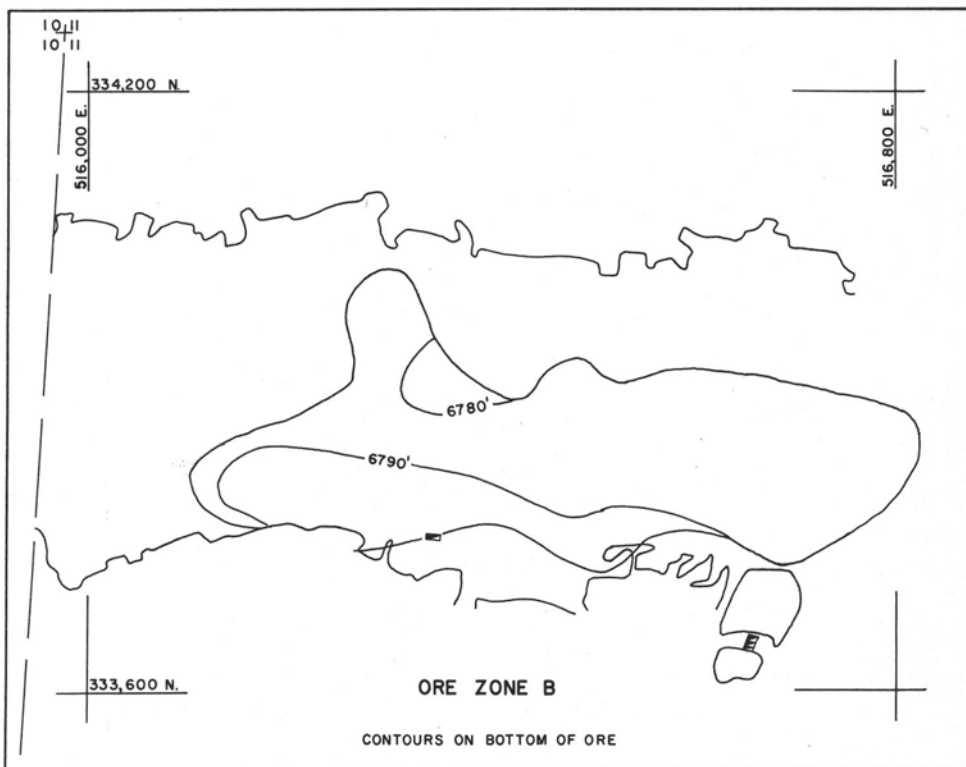 10 11
10 11
334,200 N.
516,000 E.
516,800 E.
6780'
6790'
333,600 N.
ORE ZONE B
CONTOURS ON BOTTOM OF ORE